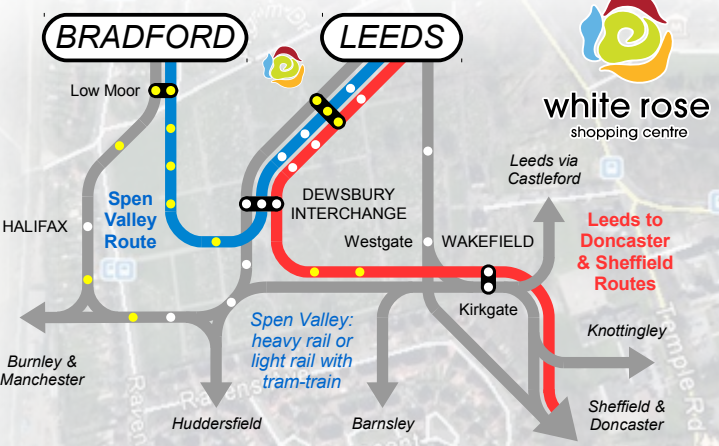 BRADFORD
LEEDS
white rose
shopping centre
Low Moor
Leeds via
Castleford
Spen
Valley
Route
DEWSBURY
INTERCHANGE
HALIFAX
Westgate
WAKEFIELD
Leeds to
Doncaster
& Sheffield
Routes
Kirkgate
Spen Valley:
heavy rail or
light rail with
tram-train
Knottingley
Burnley &
Manchester
Huddersfield
Barnsley
Sheffield &
Doncaster
Temple Rd